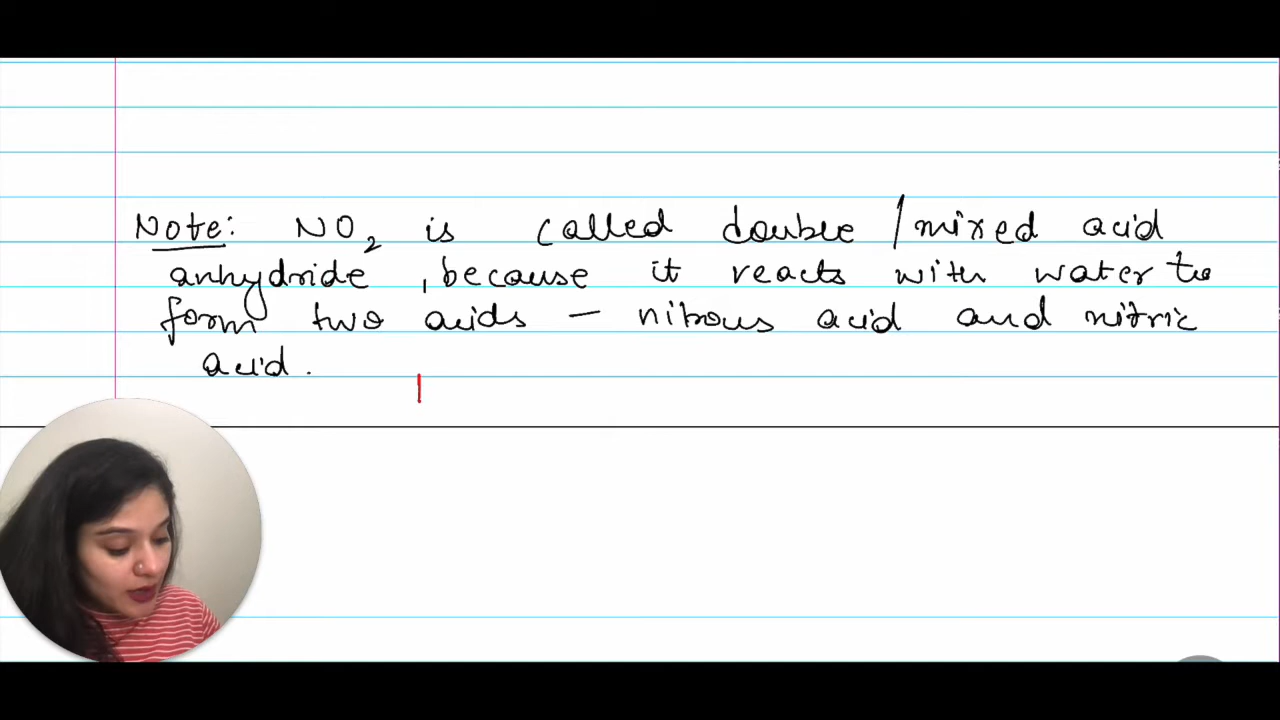 Note: NO₂ is called double /mixed acid
anhydride , because it reacts with water to
form two acids – nitrous acid and nitric
acid.